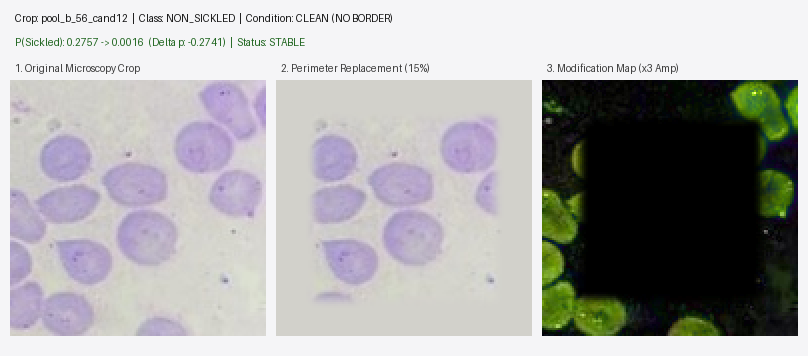 Crop: pool_b_56_cand12 | Class: NON_SICKLED | Condition: CLEAN (NO BORDER)
P(Sickled): 0.2757 -> 0.0016 (Delta p: -0.2741) | Status: STABLE
1. Original Microscopy Crop
2. Perimeter Replacement (15%)
3. Modification Map (x3 Amp)